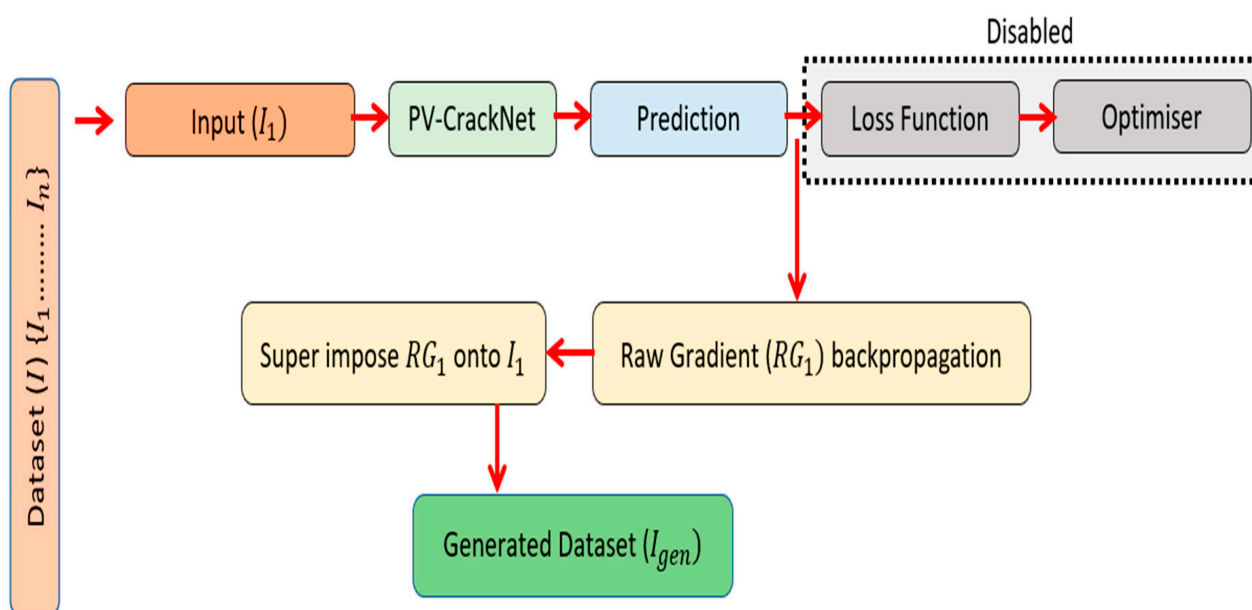 Disabled
Dataset (I) {I₁ ......... Iₙ}
Input (I₁)
PV-CrackNet
Prediction
Loss Function
Optimiser
Super impose RG₁ onto I₁
Raw Gradient (RG₁) backpropagation
Generated Dataset (I_gen)